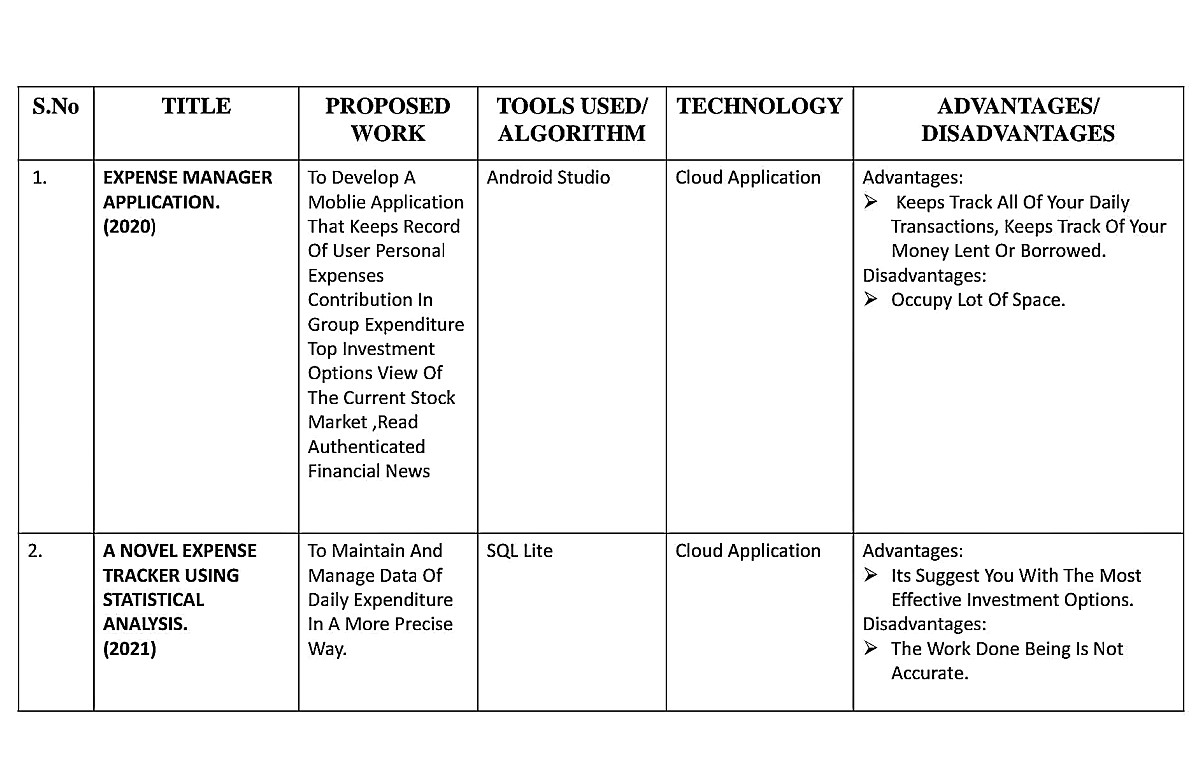 S.No TITLE PROPOSED WORK TOOLS USED/ ALGORITHM TECHNOLOGY ADVANTAGES/ DISADVANTAGES
1.
EXPENSE MANAGER
APPLICATION.
(2020)
To Develop A
Moblie Application
That Keeps Record
Of User Personal
Expenses
Contribution In
Group Expenditure
Top Investment
Options View Of
The Current Stock
Market ,Read
Authenticated
Financial News
Android Studio
Cloud Application
Advantages:
➢ Keeps Track All Of Your Daily
Transactions, Keeps Track Of Your
Money Lent Or Borrowed.
Disadvantages:
➢ Occupy Lot Of Space.
2.
A NOVEL EXPENSE
TRACKER USING
STATISTICAL
ANALYSIS.
(2021)
To Maintain And
Manage Data Of
Daily Expenditure
In A More Precise
Way.
SQL Lite
Cloud Application
Advantages:
➢ Its Suggest You With The Most
Effective Investment Options.
Disadvantages:
➢ The Work Done Being Is Not
Accurate.